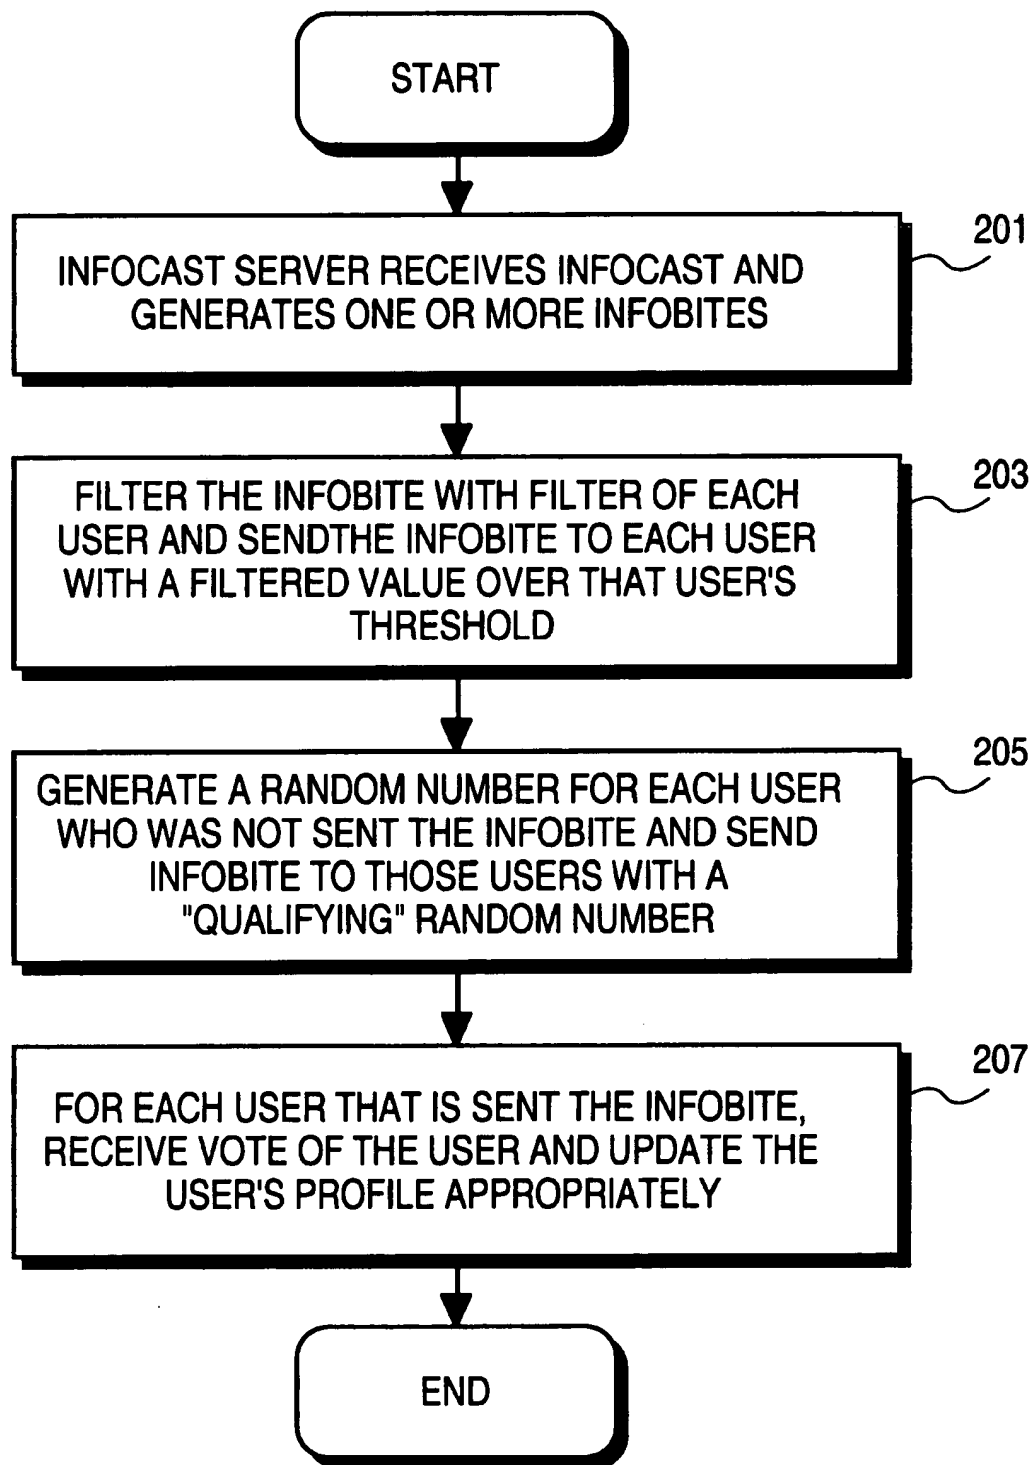 START
201
INFOCAST SERVER RECEIVES INFOCAST AND
GENERATES ONE OR MORE INFOBITES
203
FILTER THE INFOBITE WITH FILTER OF EACH
USER AND SENDTHE INFOBITE TO EACH USER
WITH A FILTERED VALUE OVER THAT USER'S
THRESHOLD
205
GENERATE A RANDOM NUMBER FOR EACH USER
WHO WAS NOT SENT THE INFOBITE AND SEND
INFOBITE TO THOSE USERS WITH A
"QUALIFYING" RANDOM NUMBER
207
FOR EACH USER THAT IS SENT THE INFOBITE,
RECEIVE VOTE OF THE USER AND UPDATE THE
USER'S PROFILE APPROPRIATELY
END